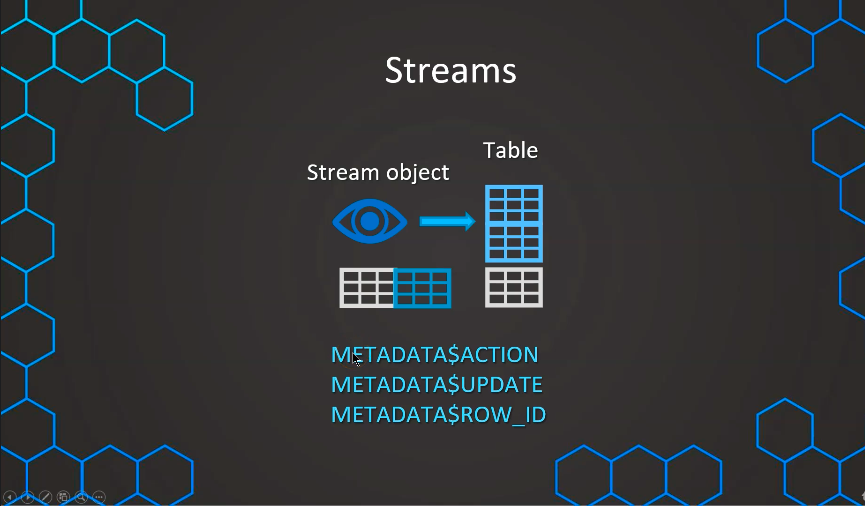 Streams
Table
Stream object
METADATA$ACTION
METADATA$UPDATE
METADATA$ROW_ID